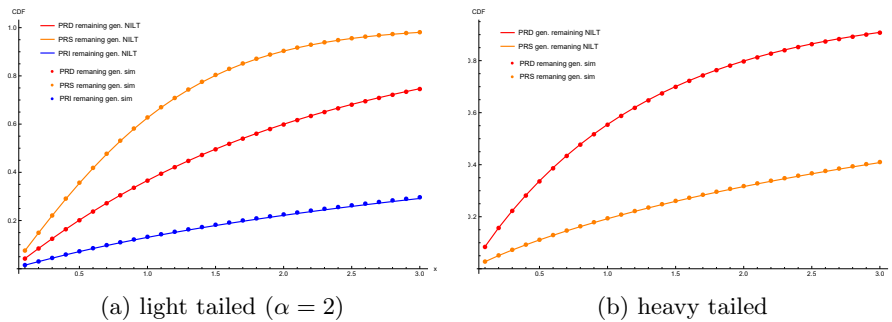 CDF
PRD remaining gen. NILT
PRS remaining gen. NILT
PRI remaining gen. NILT
PRD remaning gen. sim
PRS remaning gen. sim
PRI remaning gen. sim
1.0
0.8
0.6
0.4
0.2
0.5 1.0 1.5 2.0 2.5 3.0
x
(a) light tailed (α = 2)
CDF
PRD gen. remaining NILT
PRS gen. remaning NILT
PRD remaning gen. sim
PRS remaning gen. sim
1.0
0.8
0.6
3.4
1.2
0.5 1.0 1.5 2.0 2.5 3.0
(b) heavy tailed